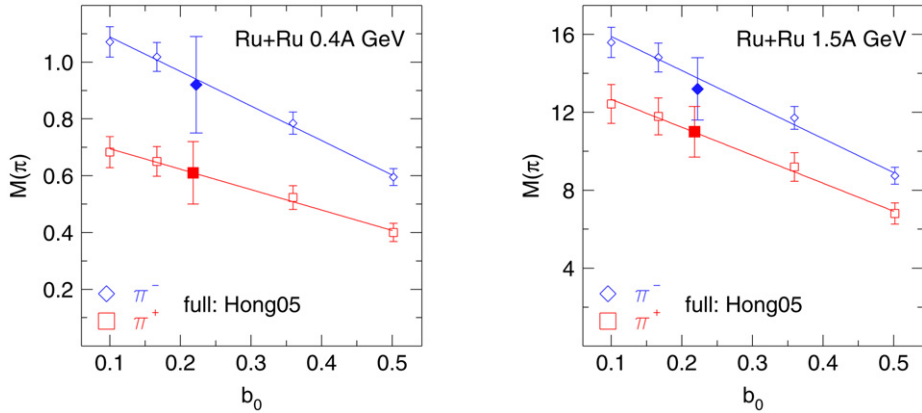 Ru+Ru 0.4A GeV
M(π)
1.0
0.8
0.6
0.4
0.2
π⁻
π⁺
full: Hong05
0.1 0.2 0.3 0.4 0.5
b₀
Ru+Ru 1.5A GeV
M(π)
16
12
8
4
π⁻
π⁺
full: Hong05
0.1 0.2 0.3 0.4 0.5
b₀